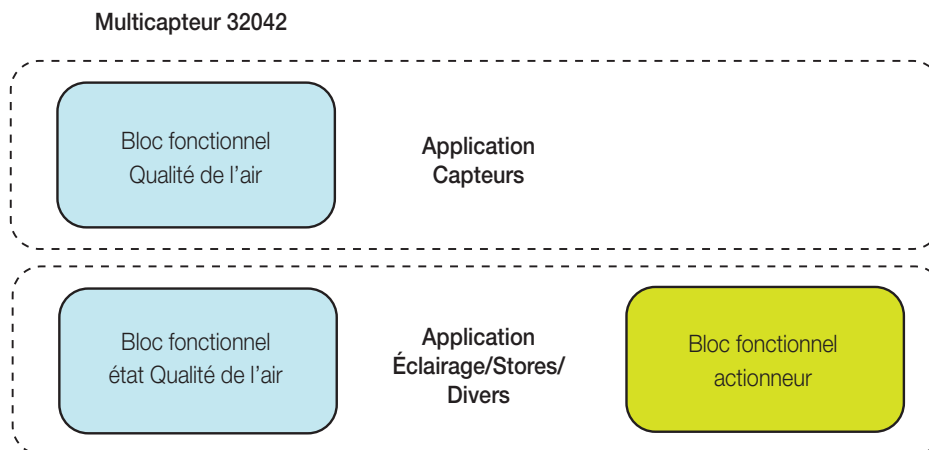 Multicapteur 32042
Bloc fonctionnel
Qualité de l'air
Application
Capteurs
Bloc fonctionnel
état Qualité de l'air
Application
Éclairage/Stores/
Divers
Bloc fonctionnel
actionneur